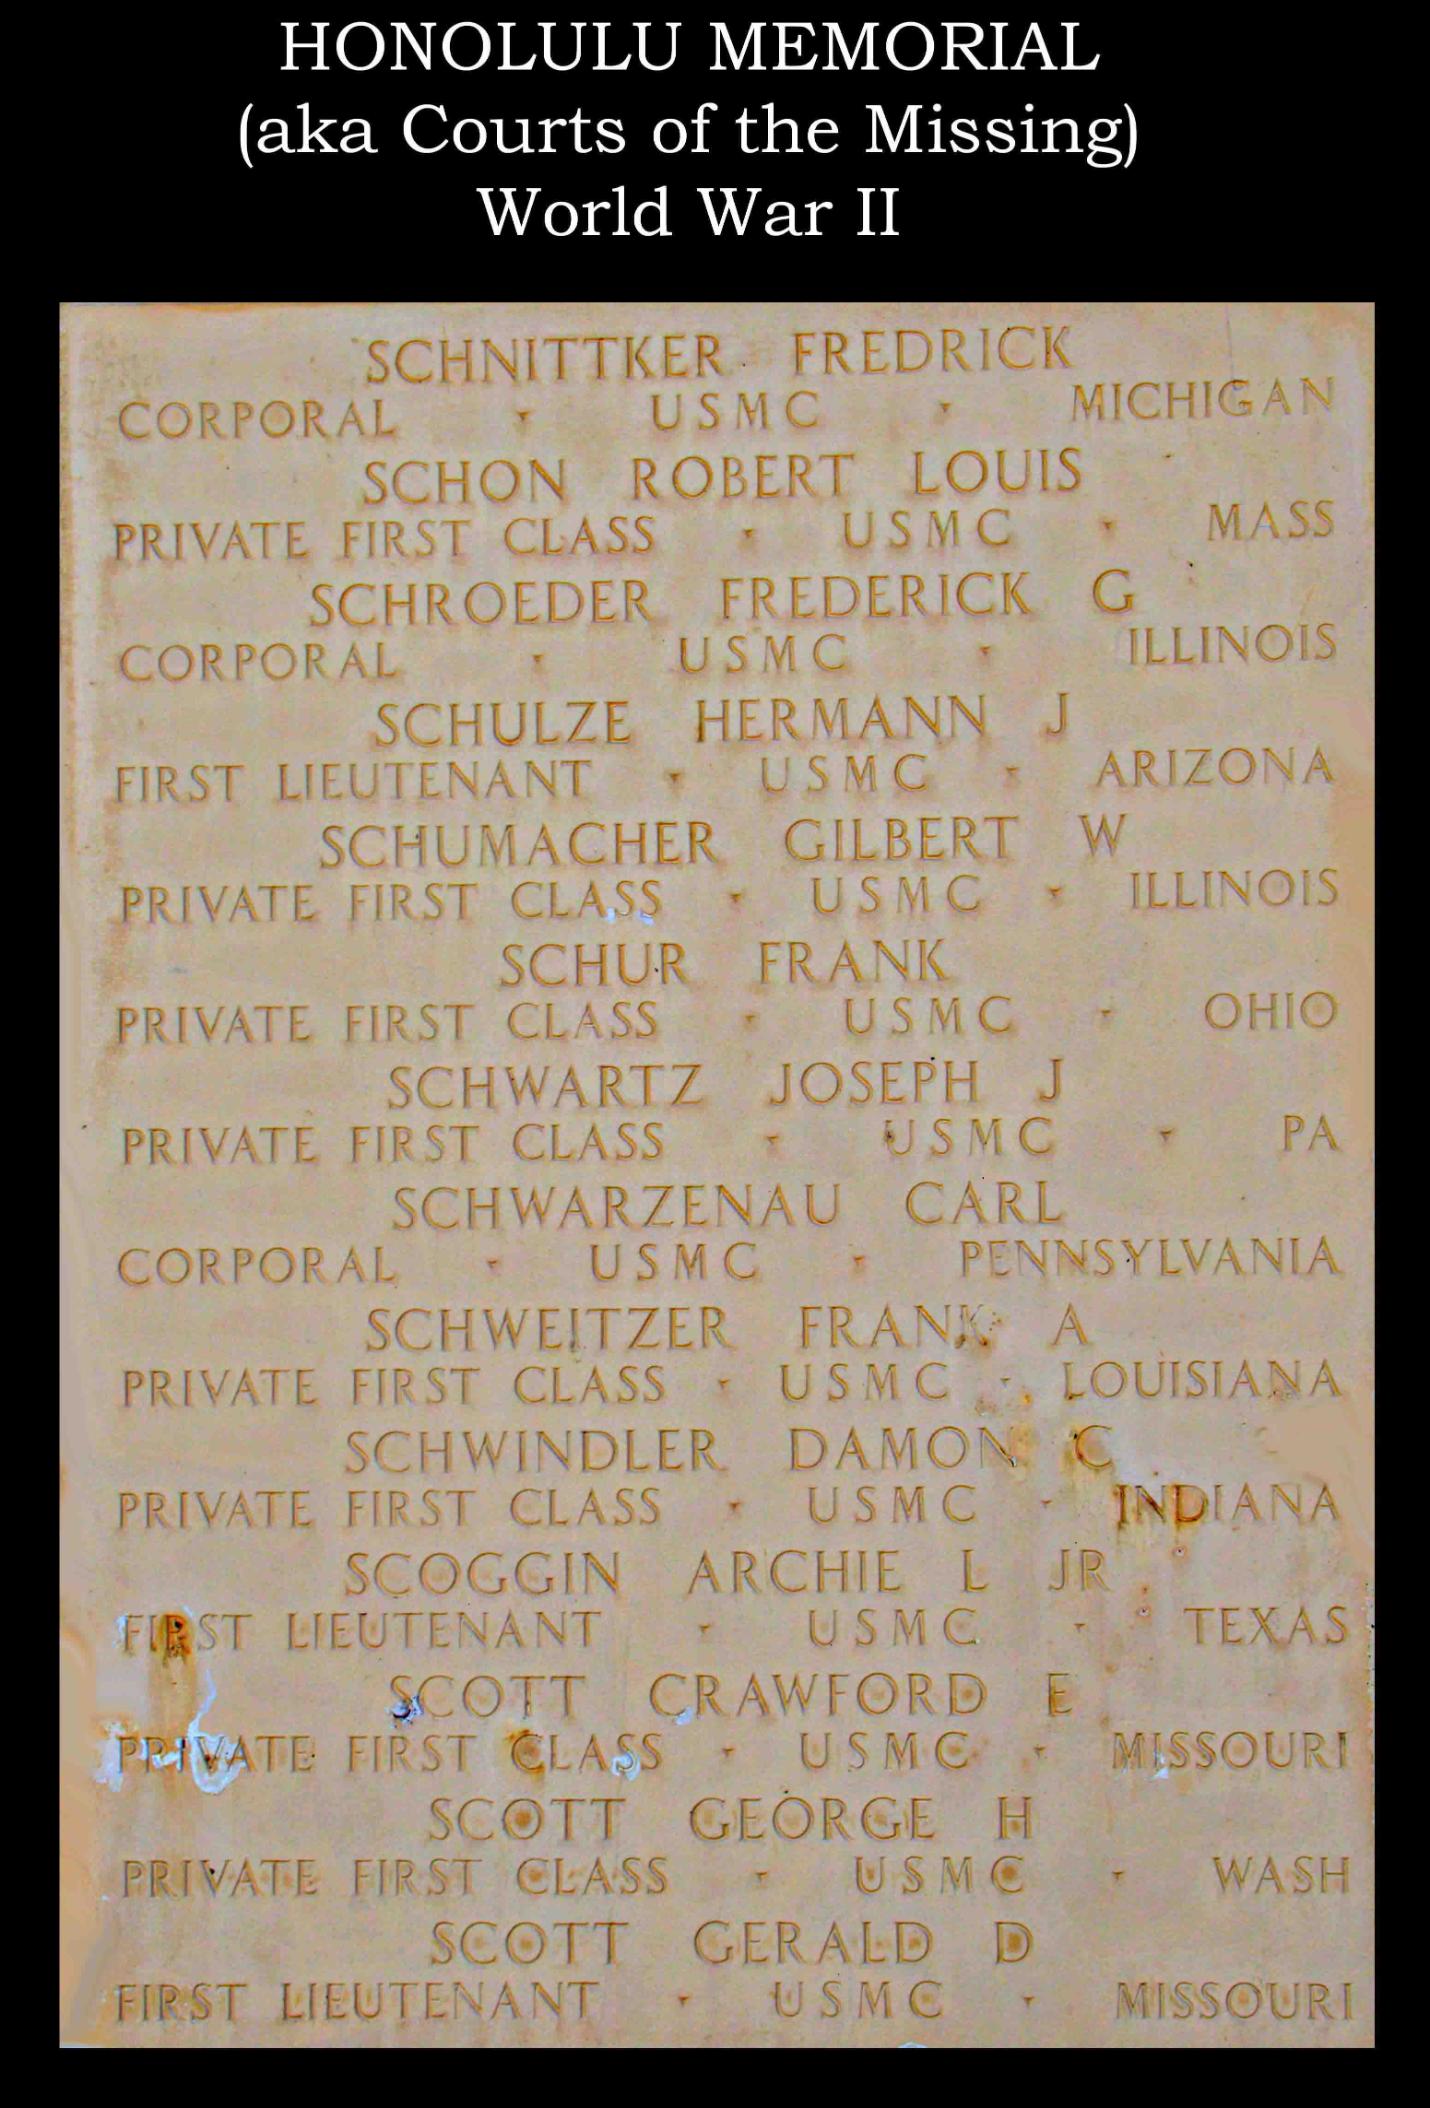 HONOLULU MEMORIAL
(aka Courts of the Missing)
World War II
SCHNITTKER FREDRICK
CORPORAL USMC MICHIGAN
SCHON ROBERT LOUIS
PRIVATE FIRST CLASS USMC MASS
SCHROEDER FREDERICK G
CORPORAL USMC ILLINOIS
SCHULZE HERMANN J
FIRST LIEUTENANT USMC ARIZONA
SCHUMACHER GILBERT W
PRIVATE FIRST CLASS USMC ILLINOIS
SCHUR FRANK
PRIVATE FIRST CLASS USMC OHIO
SCHWARTZ JOSEPH J
PRIVATE FIRST CLASS USMC PA
SCHWARZENAU CARL
CORPORAL USMC PENNSYLVANIA
SCHWEITZER FRANK A
PRIVATE FIRST CLASS USMC LOUISIANA
SCHWINDLER DAMON C
PRIVATE FIRST CLASS USMC INDIANA
SCOGGIN ARCHIE L JR
FIRST LIEUTENANT USMC TEXAS
SCOTT CRAWFORD E
PRIVATE FIRST CLASS USMC MISSOURI
SCOTT GEORGE H
PRIVATE FIRST CLASS USMC WASH
SCOTT GERALD D
FIRST LIEUTENANT USMC MISSOURI